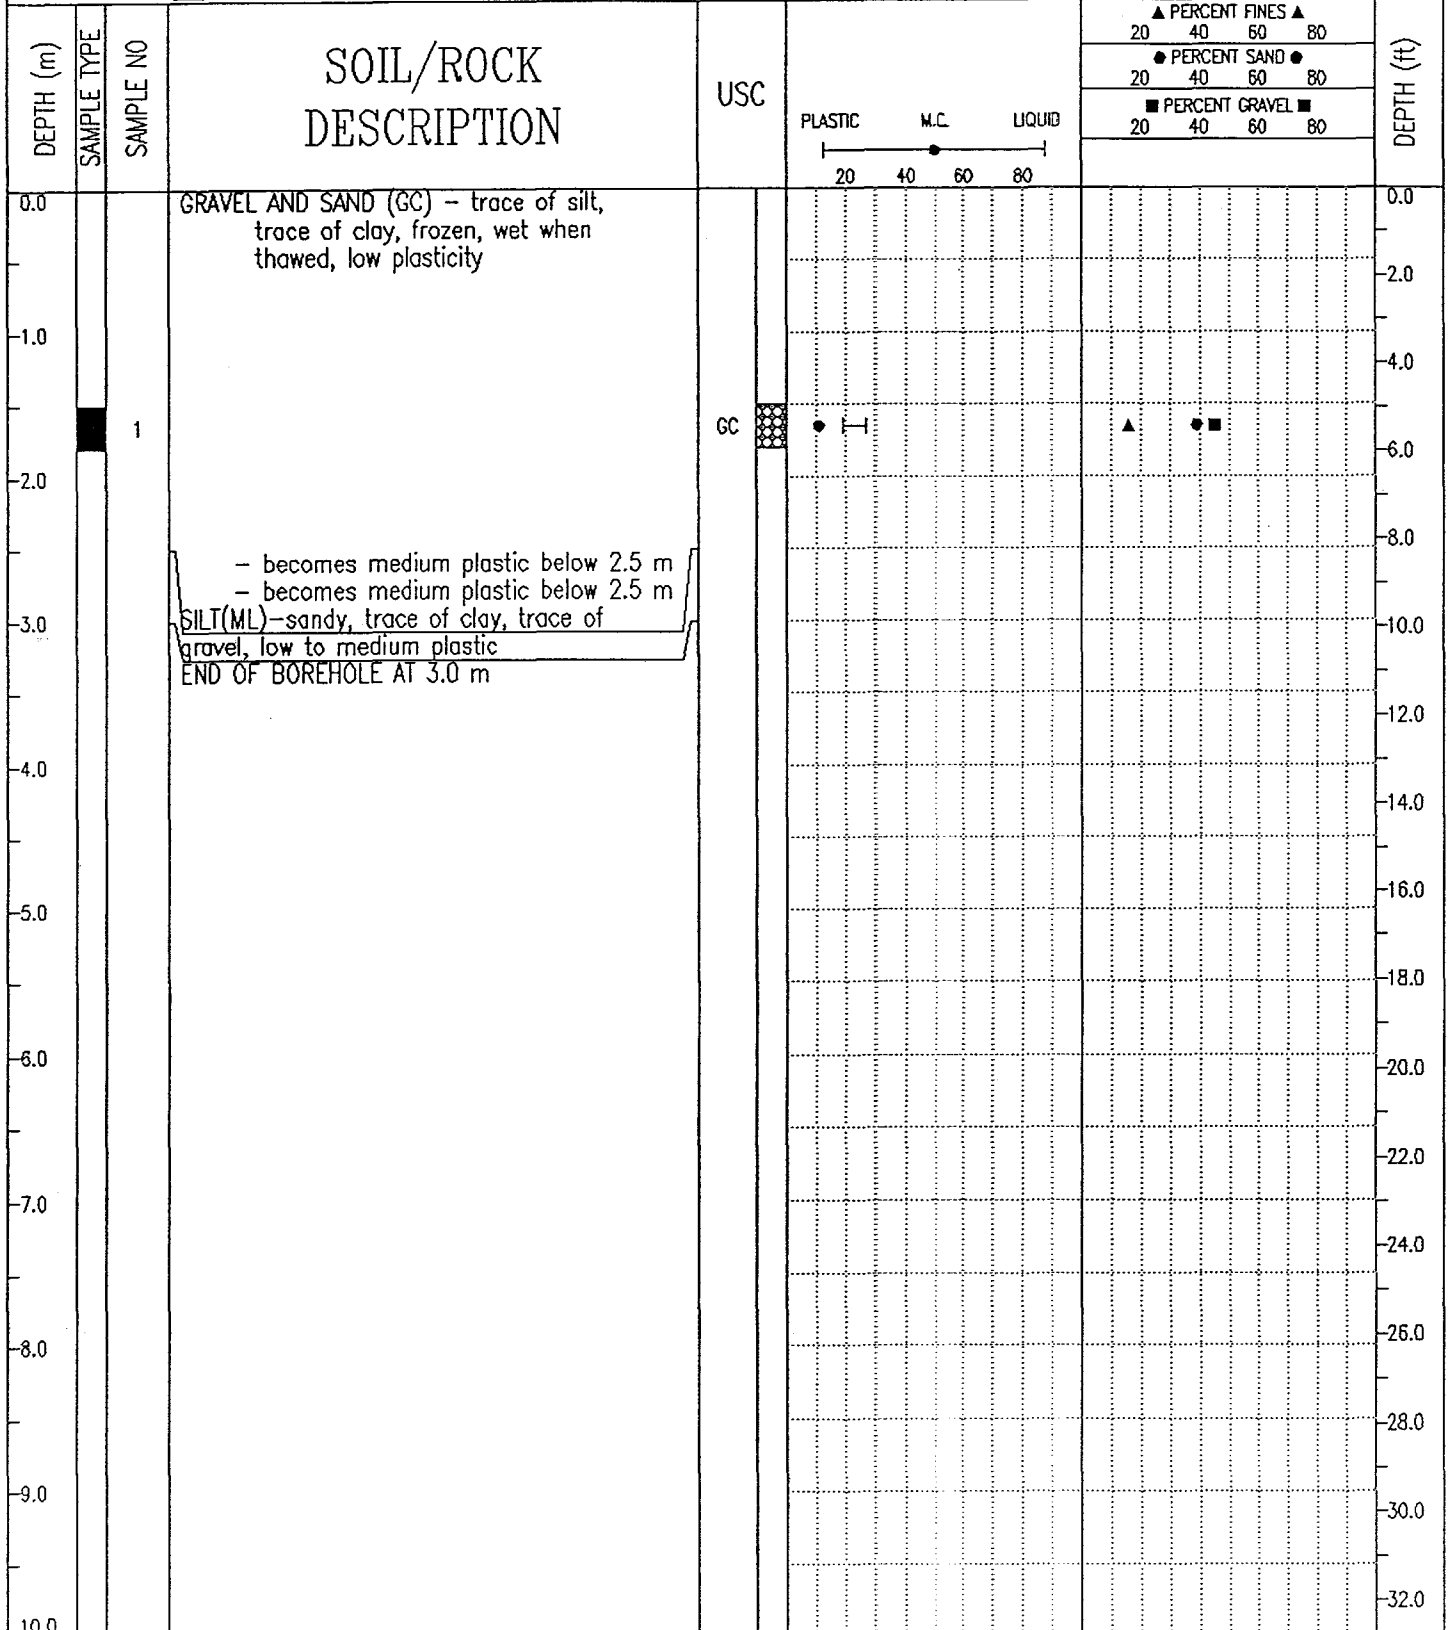 ▲ PERCENT FINES ▲
20 40 60 80
● PERCENT SAND ●
20 40 60 80
■ PERCENT GRAVEL ■
20 40 60 80
DEPTH (m)
SAMPLE TYPE
SAMPLE NO
SOIL/ROCK
DESCRIPTION
USC
PLASTIC M.C. LIQUID
20 40 60 80
DEPTH (ft)
0.0
GRAVEL AND SAND (GC) – trace of silt,
trace of clay, frozen, wet when
thawed, low plasticity
0.0
2.0
1.0
4.0
1
GC
6.0
2.0
8.0
– becomes medium plastic below 2.5 m
– becomes medium plastic below 2.5 m
SILT(ML)–sandy, trace of clay, trace of
3.0
10.0
gravel, low to medium plastic
END OF BOREHOLE AT 3.0 m
12.0
4.0
14.0
16.0
5.0
18.0
6.0
20.0
22.0
7.0
24.0
26.0
8.0
28.0
9.0
30.0
32.0
10.0